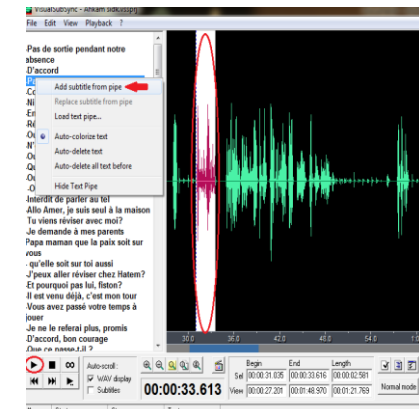 VisualSubSync - Ahkam sidk.vssprj
File Edit View Playback ?
-Pas de sortie pendant notre
absence
-D'accord
Add subtitle from pipe
Replace subtitle from pipe
Load text pipe...
Auto-colorize text
Auto-delete text
Auto-delete all text before
Hide Text Pipe
-Interdit de parler au tel
-Allo Amer, je suis seul à la maison
Tu viens réviser avec moi?
-Je demande à mes parents
-Papa maman que la paix soit sur
vous
- qu'elle soit sur toi aussi
-J'peux aller réviser chez Hatem?
-Et pourquoi pas lui, fiston?
-Il est venu déjà, c'est mon tour
-Vous avez passé votre temps à
jouer
-Je ne le referai plus, promis
-D'accord, bon courage
-Que ce passe-t-il ?
30.0 36.0 42.0 48.0 54.0
Auto-scroll :
WAV display
Subtitles
00:00:33.613
Begin End Length
Sel 00:00:31.035 00:00:33.616 00:00:02.581
View 00:00:27.201 00:01:48.970 00:01:21.769
Normal mode